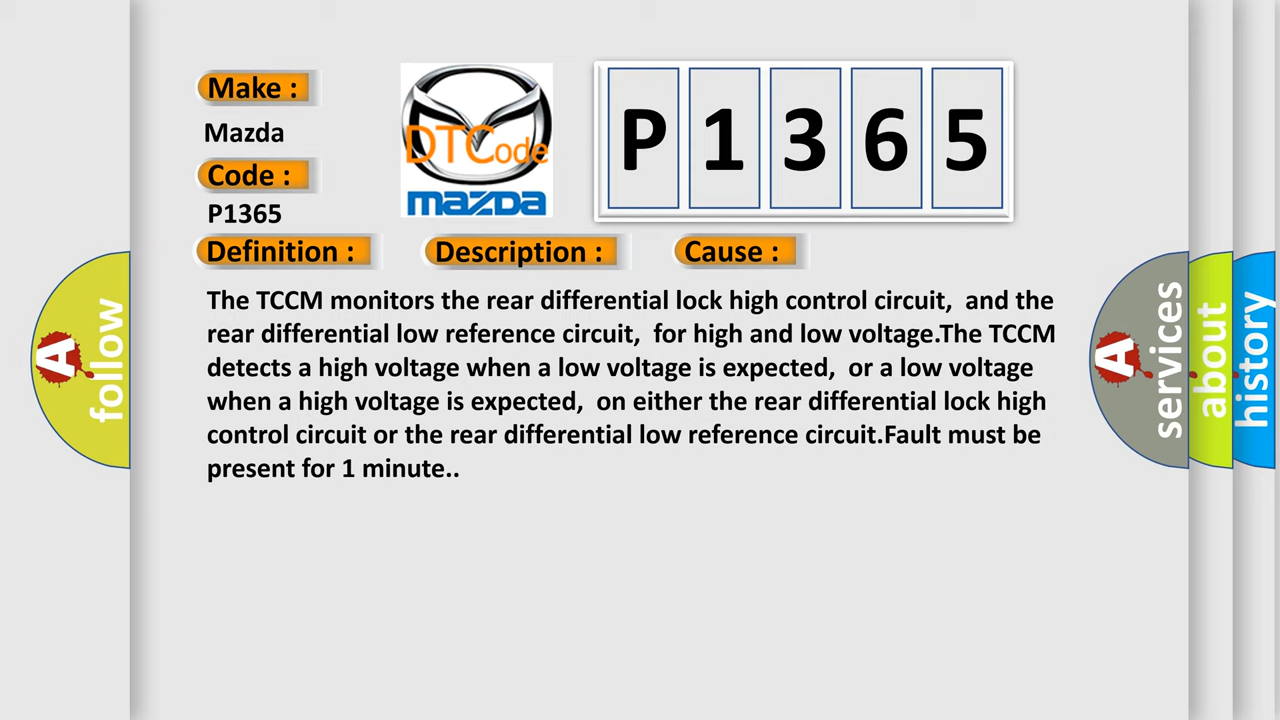 Make :
Mazda
Code :
P1365
DTCode
mazda
P 1 3 6 5
Definition :
Description :
Cause :
The TCCM monitors the rear differential lock high control circuit,  and the
rear differential low reference circuit,  for high and low voltageThe TCCM
detects a high voltage when a low voltage is expected,  or a low voltage
when a high voltage is expected,  on either the rear differential lock high
control circuit or the rear differential low reference circuitFault must be
present for 1 minute..
A
follow
A
services
about
history